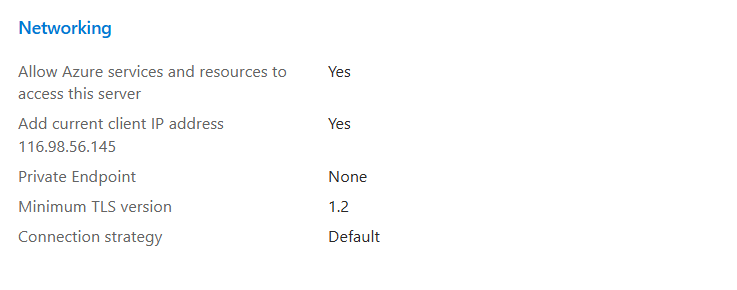 Networking
Allow Azure services and resources to Yes
access this server
Add current client IP address Yes
116.98.56.145
Private Endpoint None
Minimum TLS version 1.2
Connection strategy Default